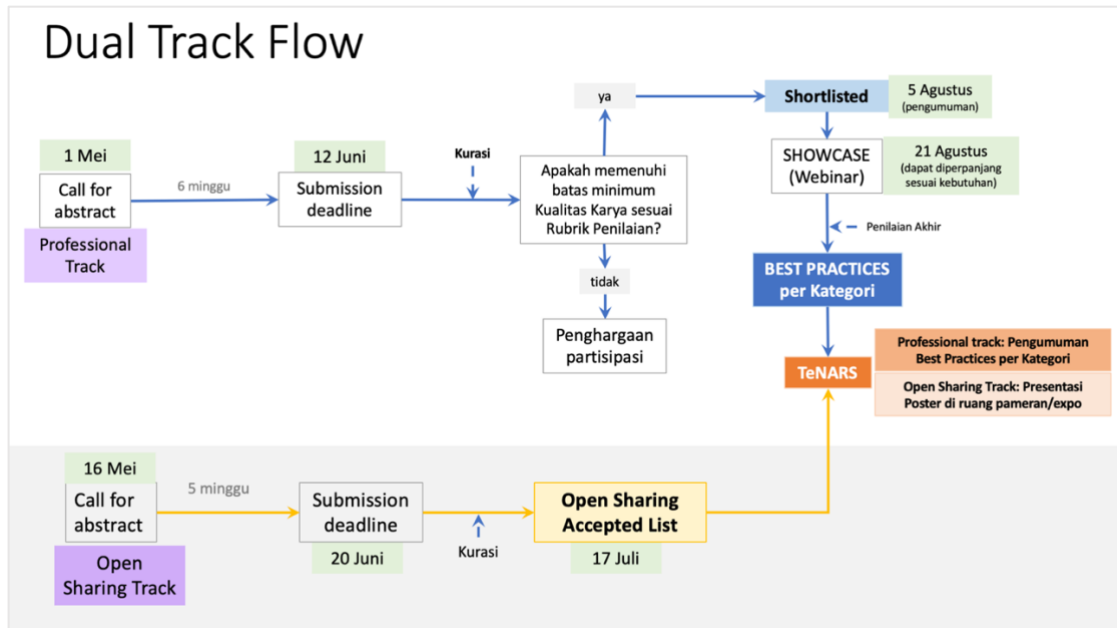 Dual Track Flow
1 Mei
Call for
abstract
Professional
Track
6 minggu
12 Juni
Submission
deadline
Kurasi
Apakah memenuhi
batas minimum
Kualitas Karya sesuai
Rubrik Penilaian?
ya
tidak
Penghargaan
partisipasi
Shortlisted
5 Agustus
(pengumuman)
SHOWCASE
(Webinar)
21 Agustus
(dapat diperpanjang
sesuai kebutuhan)
Penilaian Akhir
BEST PRACTICES
per Kategori
TeNARS
Professional track: Pengumuman
Best Practices per Kategori
Open Sharing Track: Presentasi
Poster di ruang pameran/expo
16 Mei
Call for
abstract
Open
Sharing Track
5 minggu
Submission
deadline
20 Juni
Kurasi
Open Sharing
Accepted List
17 Juli